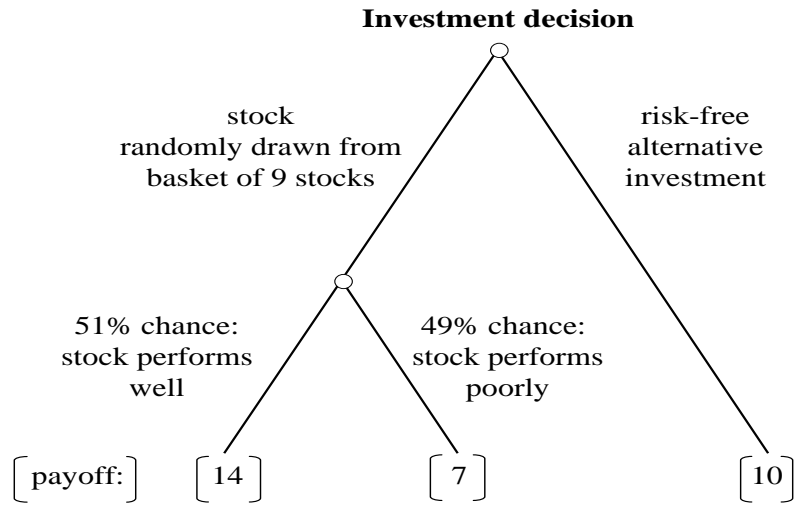 Investment decision
stock
randomly drawn from
basket of 9 stocks
risk-free
alternative
investment
51% chance:
stock performs
well
49% chance:
stock performs
poorly
[payoff:] [14] [7] [10]